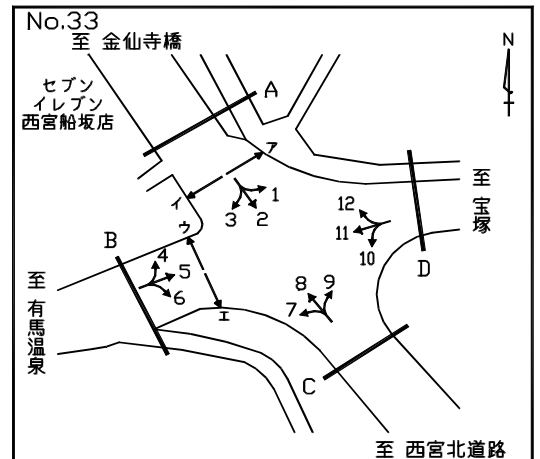 No.33
至 金仙寺橋
N
セブン
イレブン
西宮船坂店
A
ア
1
2
3
イ
ウ
至 宝塚
12
11
10
D
B
4
5
6
エ
8
9
7
至 有馬温泉
C
至 西宮北道路